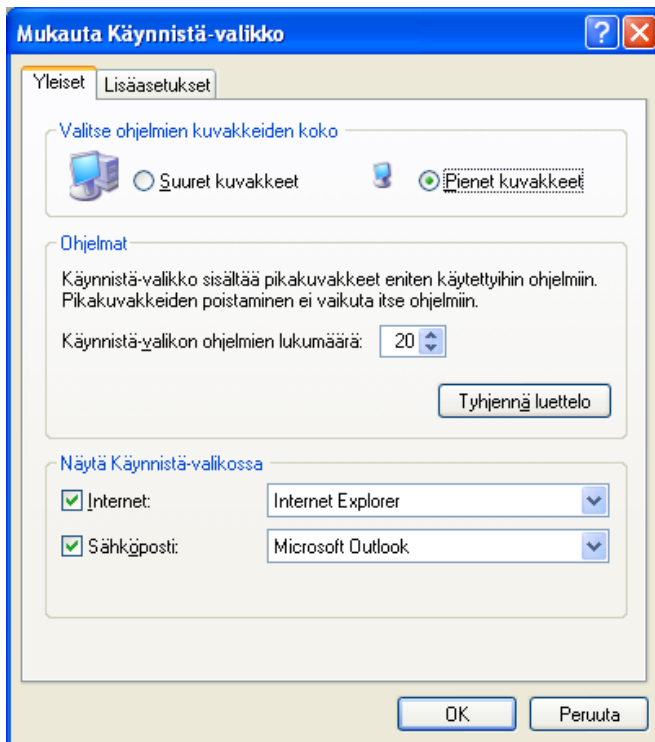 Mukauta Käynnistä-valikko
Yleiset Lisäasetukset
Valitse ohjelmien kuvakkeiden koko
Suuret kuvakkeet Pienet kuvakkeet
Ohjelmat
Käynnistä-valikko sisältää pikakuvakkeet eniten käytettyihin ohjelmiin.
Pikakuvakkeiden poistaminen ei vaikuta itse ohjelmiin.
Käynnistä-valikon ohjelmien lukumäärä: 20
Tyhjennä luettelo
Näytä Käynnistä-valikossa
Internet: Internet Explorer
Sähköposti: Microsoft Outlook
OK Peruuta